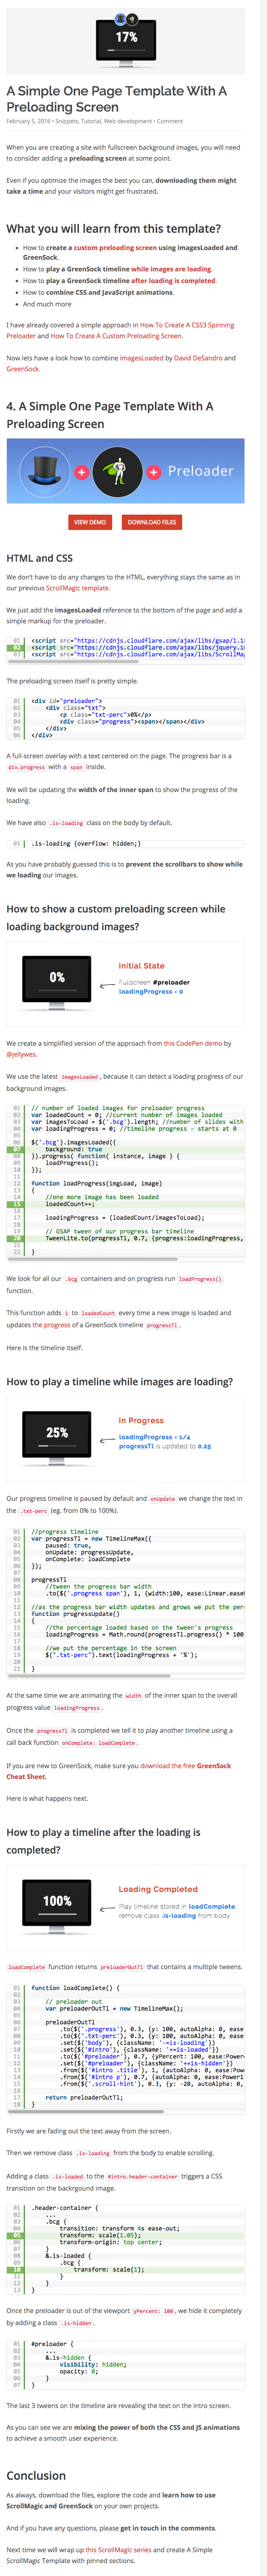 17%
A Simple One Page Template With A
Preloading Screen
February 5, 2016 • Snippets, Tutorial, Web development • Comment
When you are creating a site with fullscreen background images, you will need
to consider adding a preloading screen at some point.
Even if you optimize the images the best you can, downloading them might
take a time and your visitors might get frustrated.
What you will learn from this template?
• How to create a custom preloading screen using imagesLoaded and
GreenSock.
• How to play a GreenSock timeline while images are loading.
• How to play a GreenSock timeline after loading is completed.
• How to combine CSS and JavaScript animations.
• And much more
I have already covered a simple approach in How To Create A CSS3 Spinning
Preloader and How To Create A Custom Preloading Screen.
Now lets have a look how to combine imagesLoaded by David DeSandro and
GreenSock.
4. A Simple One Page Template With A
Preloading Screen
+ + Preloader
VIEW DEMO DOWNLOAD FILES
HTML and CSS
We don't have to do any changes to the HTML, everything stays the same as in
our previous ScrollMagic template.
We just add the imagesLoaded reference to the bottom of the page and add a
simple markup for the preloader.
01 <script src="https://cdnjs.cloudflare.com/ajax/libs/gsap/1.18
02 <script src="https://cdnjs.cloudflare.com/ajax/libs/jquery.im
03 <script src="https://cdnjs.cloudflare.com/ajax/libs/ScrollMag
The preloading screen itself is pretty simple.
01 <div id="preloader">
02 <div class="txt">
03 <p class="txt-perc">0%</p>
04 <div class="progress"><span></span></div>
05 </div>
06 </div>
A full-screen overlay with a text centered on the page. The progress bar is a
div.progress with a span inside.
We will be updating the width of the inner span to show the progress of the
loading.
We have also .is-loading class on the body by default.
01 .is-loading {overflow: hidden;}
As you have probably guessed this is to prevent the scrollbars to show while
we loading our images.
How to show a custom preloading screen while
loading background images?
0%
Initial State
Fullscreen #preloader
loadingProgress = 0
We create a simplified version of the approach from this CodePen demo by
@jellywes.
We use the latest imagesLoaded, because it can detect a loading progress of our
background images.
01 // number of loaded images for preloader progress
02 var loadedCount = 0; //current number of images loaded
03 var imagesToLoad = $('.bcg').length; //number of slides with
04 var loadingProgress = 0; //timeline progress - starts at 0
05
06 $('.bcg').imagesLoaded({
07 background: true
08 }).progress( function( instance, image ) {
09 loadProgress();
10 });
11
12 function loadProgress(imgLoad, image)
13 {
14 //one more image has been loaded
15 loadedCount++;
16
17 loadingProgress = (loadedCount/imagesToLoad);
18
19 // GSAP tween of our progress bar timeline
20 TweenLite.to(progressTl, 0.7, {progress:loadingProgress,
21
22 }
We look for all our .bcg containers and on progress run loadProgress()
function.
This function adds 1 to loadedCount every time a new image is loaded and
updates the progress of a GreenSock timeline progressTl.
Here is the timeline itself.
How to play a timeline while images are loading?
25%
In Progress
loadingProgress = 1/4
progressTl is updated to 0.25
Our progress timeline is paused by default and onUpdate we change the text in
the .txt-perc (eg. from 0% to 100%).
01 //progress timeline
02 var progressTl = new TimelineMax({
03 paused: true,
04 onUpdate: progressUpdate,
05 onComplete: loadComplete
06 });
07
08 progressTl
09 //tween the progress bar width
10 .to($('.progress span'), 1, {width:100, ease:Linear.easeN
11
12 //as the progress bar width updates and grows we put the perc
13 function progressUpdate()
14 {
15 //the percentage loaded based on the tween's progress
16 loadingProgress = Math.round(progressTl.progress() * 100)
17
18 //we put the percentage in the screen
19 $(".txt-perc").text(loadingProgress + '%');
20
21 }
At the same time we are animating the width of the inner span to the overall
progress value loadingProgress.
Once the progressTl is completed we tell it to play another timeline using a
call back function onComplete: loadComplete.
If you are new to GreenSock, make sure you download the free GreenSock
Cheat Sheet.
Here is what happens next.
How to play a timeline after the loading is
completed?
100%
Loading Completed
Play timeline stored in loadComplete,
remove class .is-loading from body.
loadComplete function returns preloaderOutTl that contains a multiple tweens.
01 function loadComplete() {
02
03 // preloader out
04 var preloaderOutTl = new TimelineMax();
05
06 preloaderOutTl
07 .to($('.progress'), 0.3, {y: 100, autoAlpha: 0, ease
08 .to($('.txt-perc'), 0.3, {y: 100, autoAlpha: 0, ease
09 .set($('body'), {className: '-=is-loading'})
10 .set($('#intro'), {className: '+=is-loaded'})
11 .to($('#preloader'), 0.7, {yPercent: 100, ease:Power
12 .set($('#preloader'), {className: '+=is-hidden'})
13 .from($('#intro .title'), 1, {autoAlpha: 0, ease:Pow
14 .from($('#intro p'), 0.7, {autoAlpha: 0, ease:Power1
15 .from($('.scroll-hint'), 0.3, {y: -20, autoAlpha: 0,
16
17 return preloaderOutTl;
18 }
Firstly we are fading out the text away from the screen.
Then we remove class .is-loading from the body to enable scrolling.
Adding a class .is-loaded to the #intro.header-container triggers a CSS
transition on the background image.
01 .header-container {
02 ...
03 .bcg {
04 transition: transform 4s ease-out;
05 transform: scale(1.05);
06 transform-origin: top center;
07 }
08 &.is-loaded {
09 .bcg {
10 transform: scale(1);
11 }
12 }
13 }
Once the preloader is out of the viewport yPercent: 100, we hide it completely
by adding a class .is-hidden.
01 #preloader {
02 ...
03 &.is-hidden {
04 visibility: hidden;
05 opacity: 0;
06 }
07 }
The last 3 tweens on the timeline are revealing the text on the intro screen.
As you can see we are mixing the power of both the CSS and JS animations
to achieve a smooth user experience.
Conclusion
As always, download the files, explore the code and learn how to use
ScrollMagic and GreenSock on your own projects.
And if you have any questions, please get in touch in the comments.
Next time we will wrap up this ScrollMagic series and create A Simple
ScrollMagic Template with pinned sections.